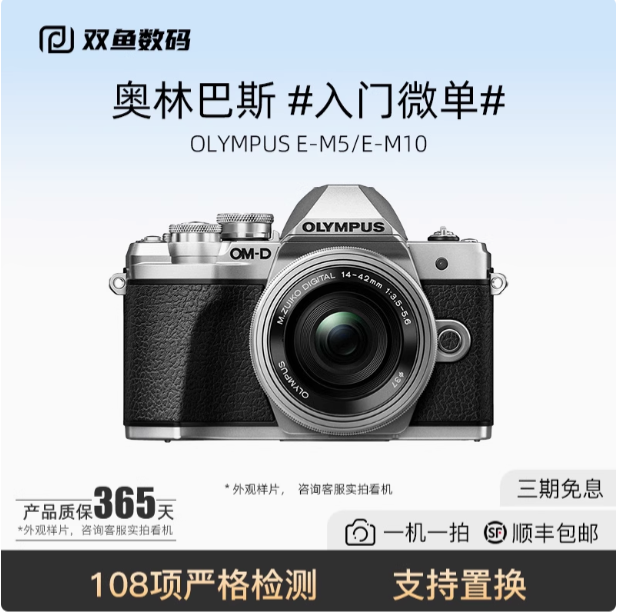 双鱼数码
奥林巴斯 #入门微单#
OLYMPUS E-M5/E-M10
OLYMPUS
OM-D
M.ZUIKO DIGITAL 14-42mm 1:3.5-5.6
ø37
OLYMPUS
*外观样片， 咨询客服实拍看机
三期免息
产品质保365天
*外观样片，咨询客服实拍看机
一机一拍
SF 顺丰包邮
108项严格检测 支持置换